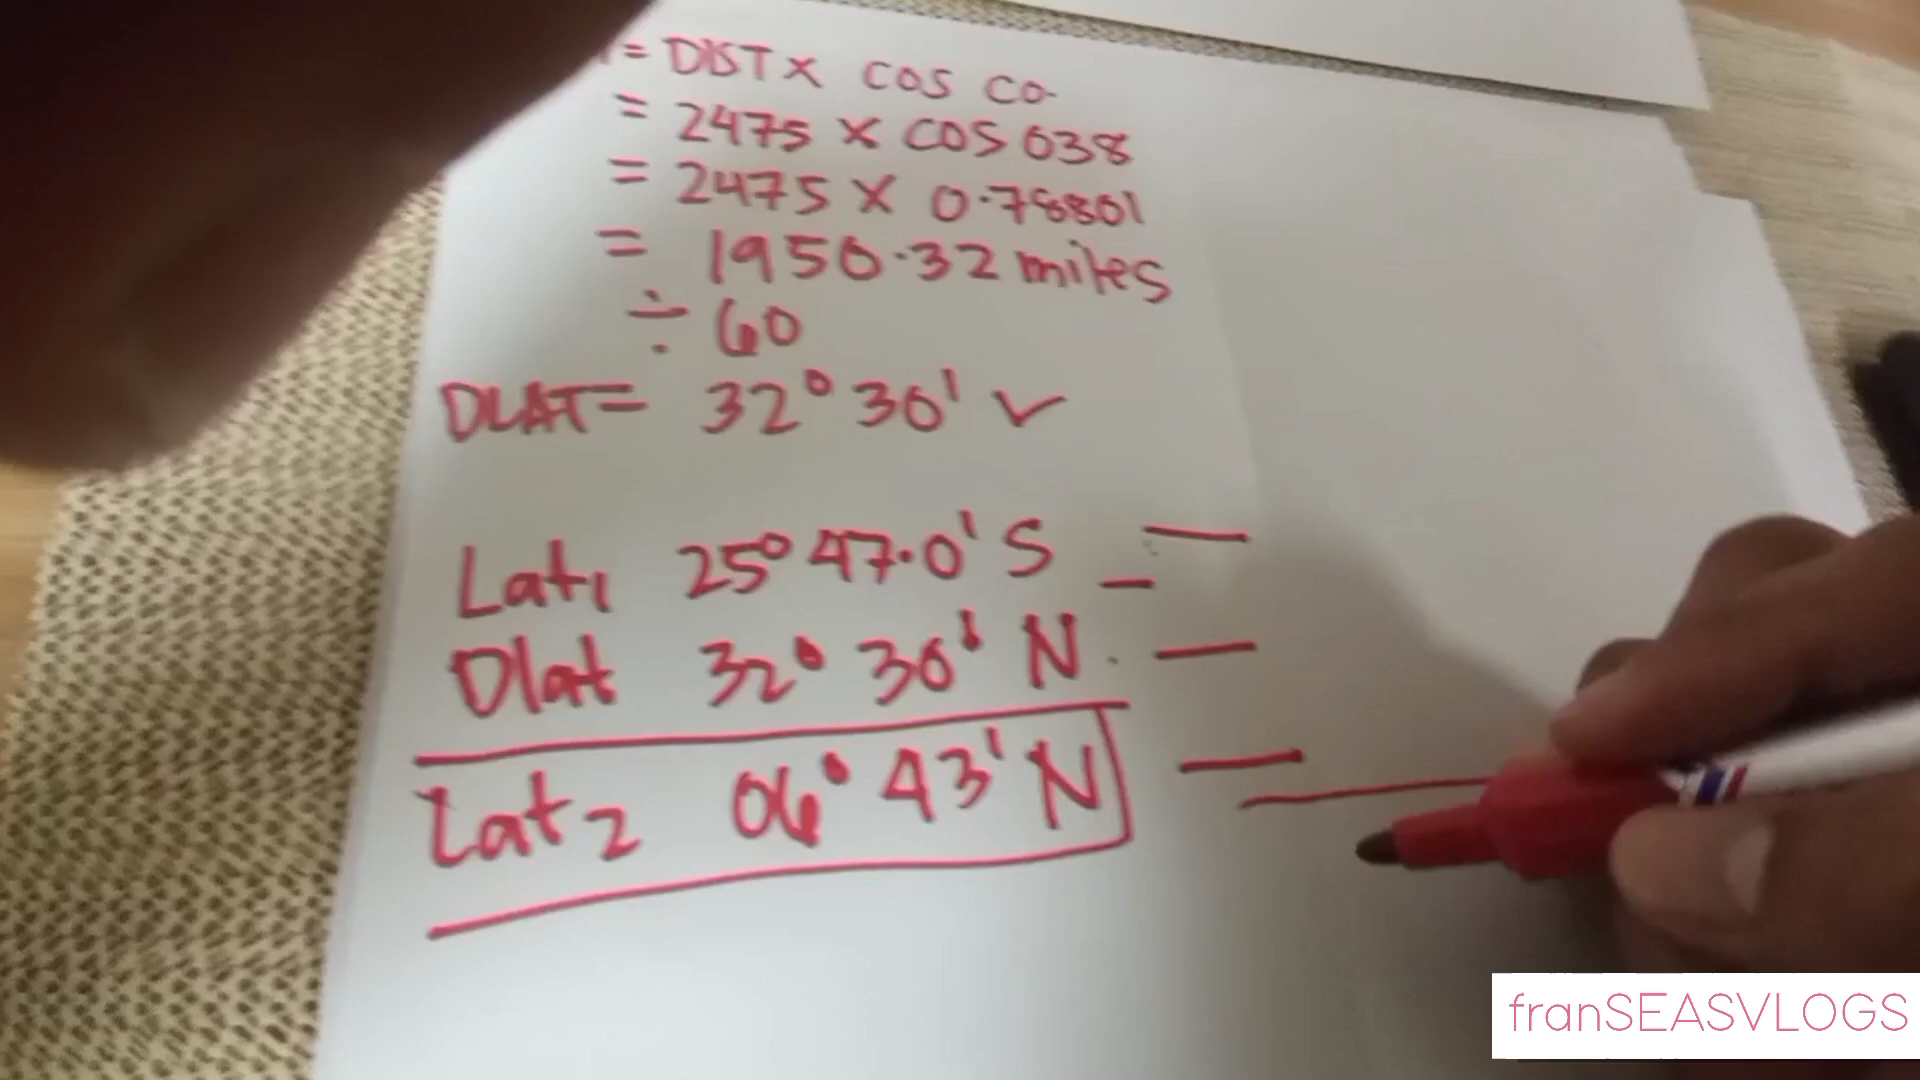 = DIST x COS CO.
= 2475 x COS 038
= 2475 x 0.78801
= 1950.32 miles
÷ 60
DLAT = 32° 30' ✓
Lat1 25° 47.0' S
Dlat 32° 30' N
Lat2 06° 43' N
franSEASVLOGS